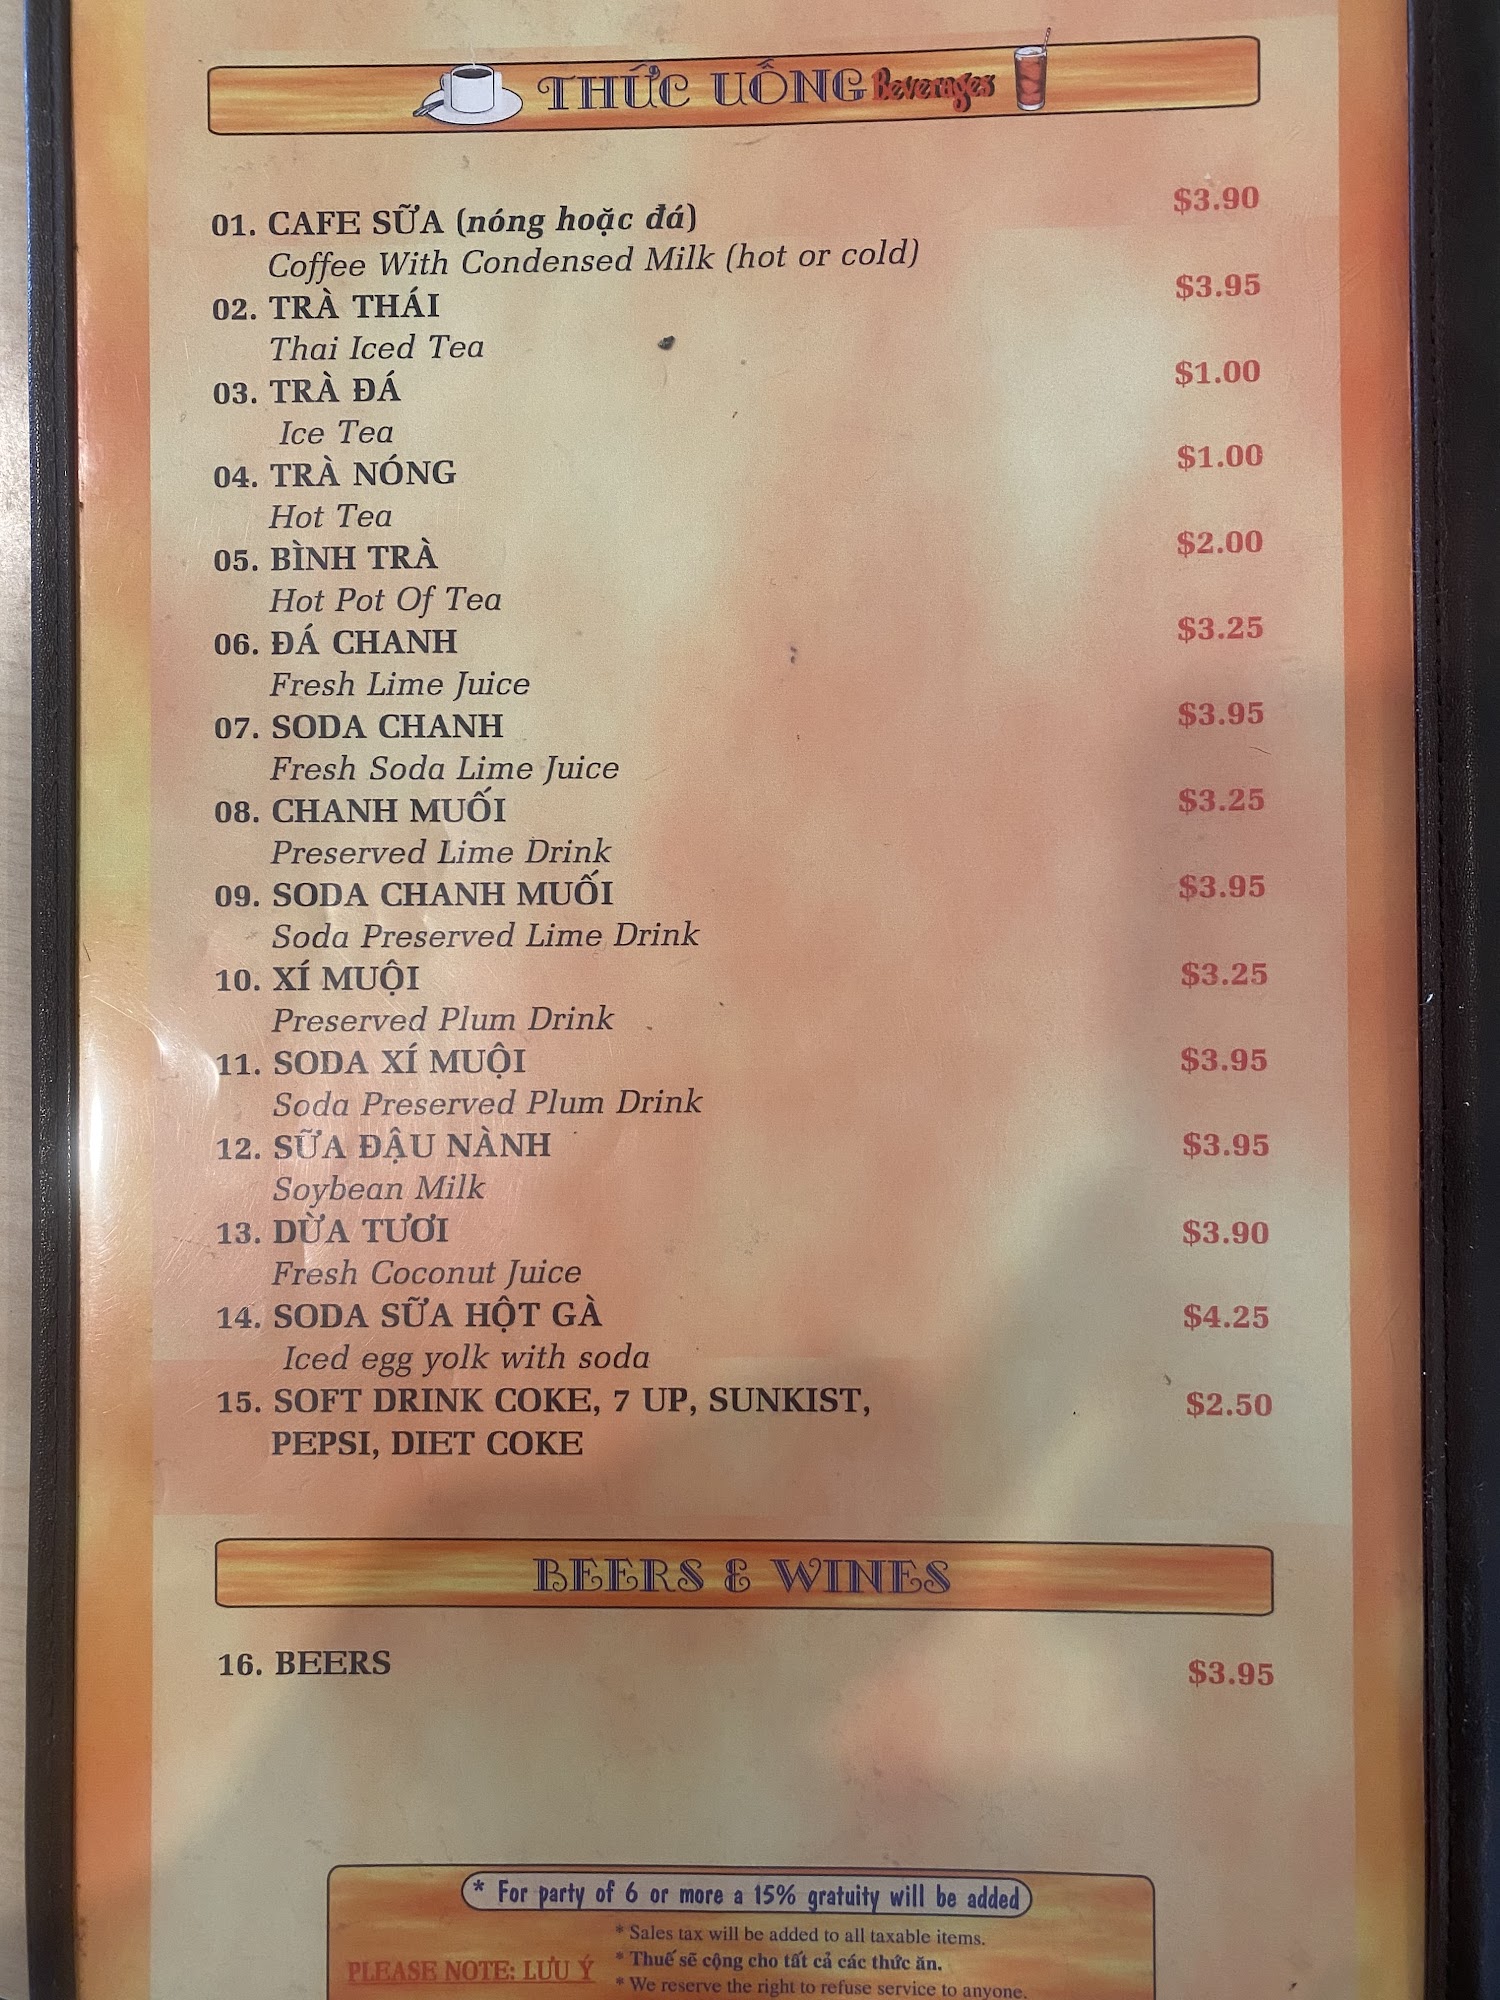 THỨC UỐNG Beverages
01. CAFE SỮA (nóng hoặc đá) $3.90
Coffee With Condensed Milk (hot or cold)
02. TRÀ THÁI $3.95
Thai Iced Tea
03. TRÀ ĐÁ $1.00
Ice Tea
04. TRÀ NÓNG $1.00
Hot Tea
05. BÌNH TRÀ $2.00
Hot Pot Of Tea
06. ĐÁ CHANH $3.25
Fresh Lime Juice
07. SODA CHANH $3.95
Fresh Soda Lime Juice
08. CHANH MUỐI $3.25
Preserved Lime Drink
09. SODA CHANH MUỐI $3.95
Soda Preserved Lime Drink
10. XÍ MUỘI $3.25
Preserved Plum Drink
11. SODA XÍ MUỘI $3.95
Soda Preserved Plum Drink
12. SỮA ĐẬU NÀNH $3.95
Soybean Milk
13. DỪA TƯƠI $3.90
Fresh Coconut Juice
14. SODA SỮA HỘT GÀ $4.25
Iced egg yolk with soda
15. SOFT DRINK COKE, 7 UP, SUNKIST, $2.50
PEPSI, DIET COKE
BEERS & WINES
16. BEERS $3.95
* For party of 6 or more a 15% gratuity will be added
* Sales tax will be added to all taxable items.
* Thuế sẽ cộng cho tất cả các thức ăn.
PLEASE NOTE: LƯU Ý
* We reserve the right to refuse service to anyone.